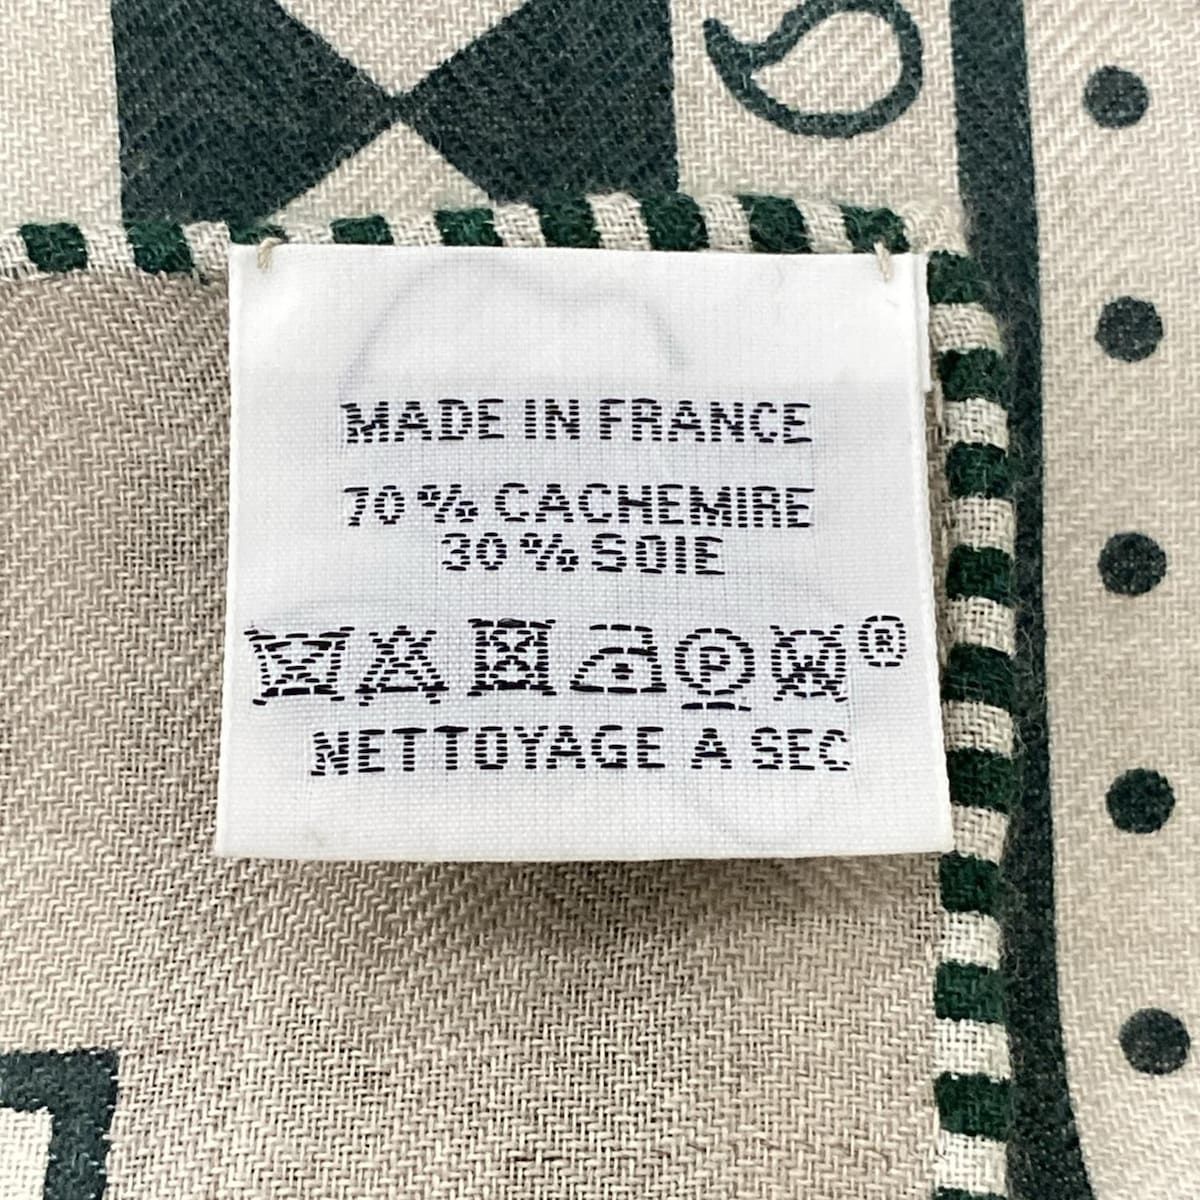 MADE IN FRANCE
70 % CACHEMIRE
30 % SOIE
P ®
NETTOYAGE A SEC